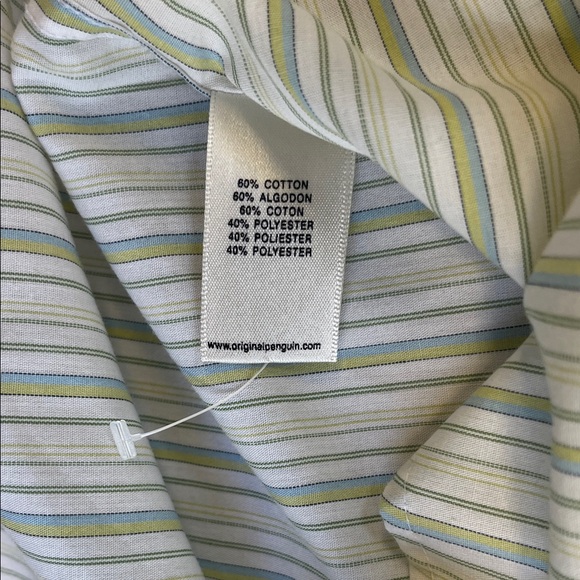 60% COTTON
60% ALGODON
60% COTON
40% POLYESTER
40% POLIESTER
40% POLYESTER
www.originalpenguin.com